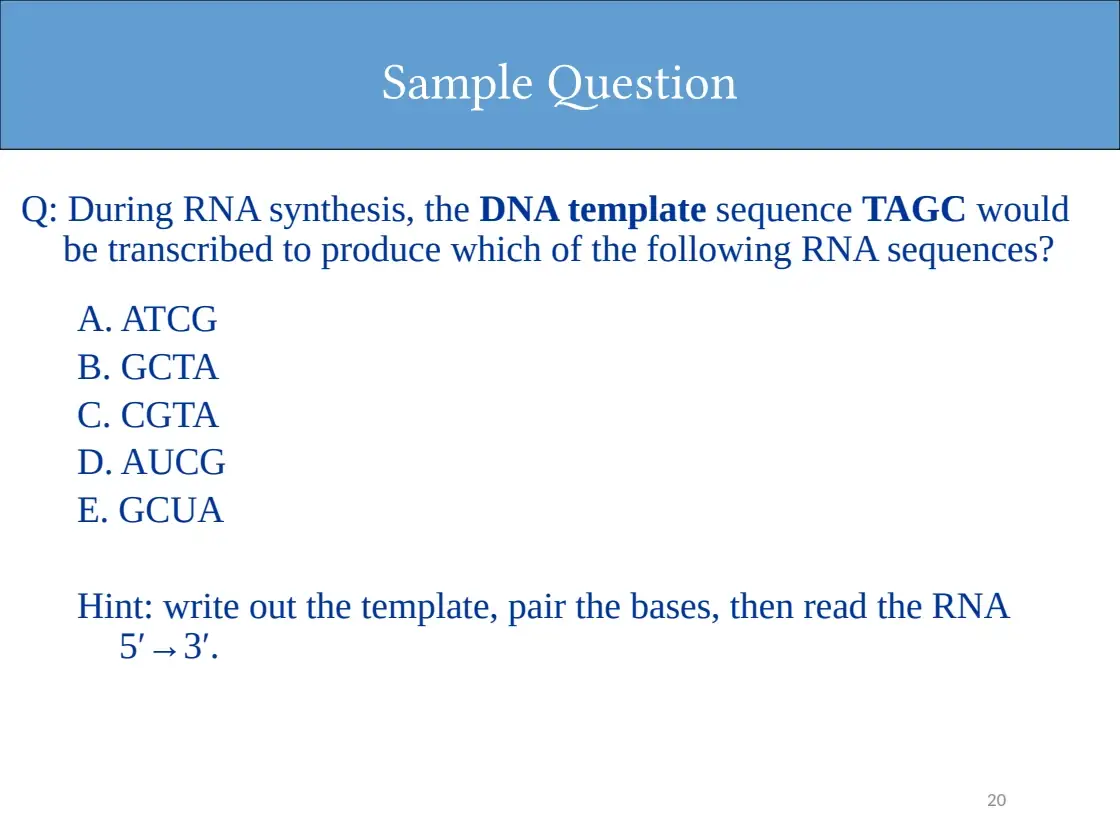 Sample Question
Q: During RNA synthesis, the DNA template sequence TAGC would
be transcribed to produce which of the following RNA sequences?
A. ATCG
B. GCTA
C. CGTA
D. AUCG
E. GCUA
Hint: write out the template, pair the bases, then read the RNA
5′→3′.
20